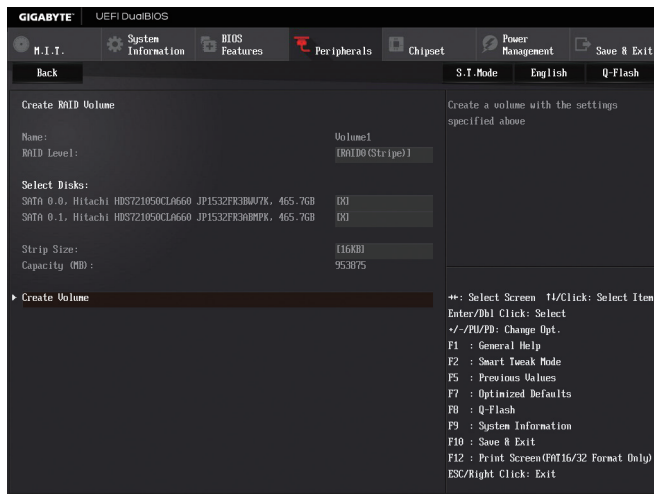 GIGABYTE™ UEFI DualBIOS
M.I.T. System Information BIOS Features Peripherals Chipset Power Management Save & Exit
Back S.T.Mode English Q-Flash
Create RAID Volume
Create a volume with the settings specified above
Name: Volume1
RAID Level: [RAID0(Stripe)]
Select Disks:
SATA 0.0, Hitachi HDS721050CLA660 JP1532FR3BWU7K, 465.7GB [X]
SATA 0.1, Hitachi HDS721050CLA660 JP1532FR3ABMPK, 465.7GB [X]
Strip Size: [16KB]
Capacity (MB): 953875
Create Volume
→←: Select Screen ↑↓/Click: Select Item
Enter/Dbl Click: Select
+/-/PU/PD: Change Opt.
F1 : General Help
F2 : Smart Tweak Mode
F5 : Previous Values
F7 : Optimized Defaults
F8 : Q-Flash
F9 : System Information
F10 : Save & Exit
F12 : Print Screen(FAT16/32 Format Only)
ESC/Right Click: Exit